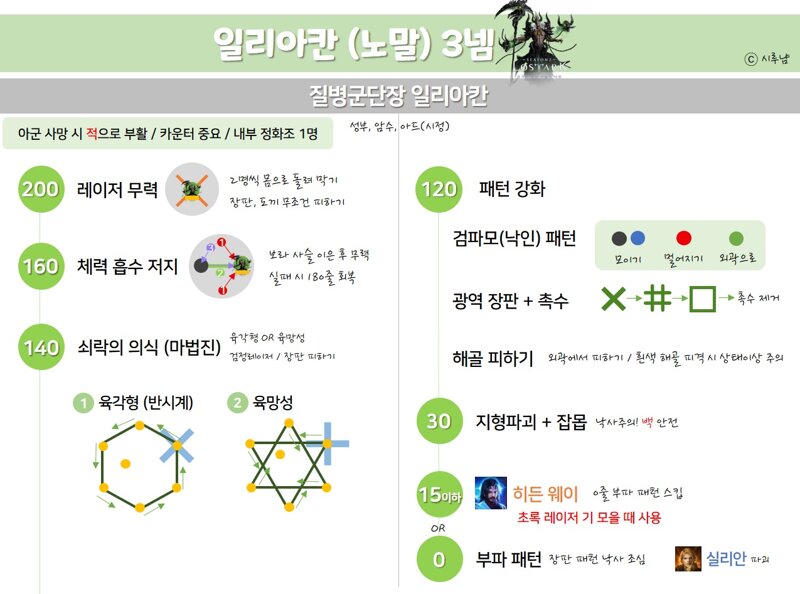 일리아칸 (노말) 3넴
SEASON2
LOSTARK
ⓒ 시루남
질병군단장 일리아칸
아군 사망 시 적으로 부활 / 카운터 중요 / 내부 정화조 1명
성부, 암수, 아드(시정)
200
레이저 무력
2명씩 몸으로 돌려 막기
장판, 도끼 무조건 피하기
160
체력 흡수 저지
1
3
2
1
보라 사슬 이은 후 무력
실패 시 180줄 회복
140
쇠락의 의식 (마법진)
육각형 OR 육망성
검정레이저 / 장판 피하기
1 육각형 (반시계)
2 육망성
120
패턴 강화
검파모(낙인) 패턴
모이기
멀어지기
외곽으로
광역 장판 + 촉수
촉수 제거
해골 피하기
외곽에서 피하기 / 흰색 해골 피격 시 상태이상 주의
30
지형파괴 + 잡몹
낙사주의! 백 안전
15이하
히든 웨이
0줄 부파 패턴 스킵
초록 레이저 기 모을 때 사용
OR
0
부파 패턴
장판 패턴 낙사 조심
실리안 파괴